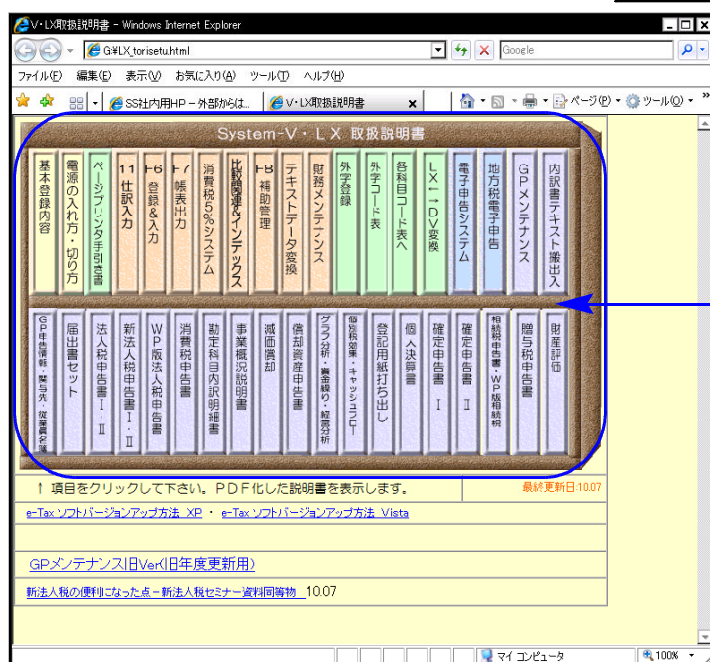 V・LX取扱説明書 - Windows Internet Explorer
G:¥LX_torisetu.html
Google
ファイル(F) 編集(E) 表示(V) お気に入り(A) ツール(T) ヘルプ(H)
SS社内用HP－外部からは... V・LX取扱説明書 ページ(P) ツール(O)
System-V・LX 取扱説明書
基本登録内容
電源の入れ方・切り方
ページプリンタ手引き書
11 仕訳入力
F6 登録&入力
F7 帳表出力
消費税5%システム
比較関連&インデックス
F8 補助管理
テキストデータ変換
財務メンテナンス
外字登録
外字コード表
各科目コード表へ
LX←→DV変換
電子申告システム
地方税電子申告
GPメンテナンス
内訳書テキスト搬出入
GP申告情報・関与先 従業員名簿
届出書セット
法人税申告書I・II
新法人税申告書I・II
WP版法人税申告書
消費税申告書
勘定科目内訳明細書
事業概況説明書
減価償却
償却資産申告書
グラフ分析・資金繰り・経営分析
個別税効果・キャッシュフロー
登記用紙打ち出し
個人決算書
確定申告書 I
確定申告書 II
相続税申告書・WP版相続税
贈与税申告書
財産評価
↑ 項目をクリックして下さい。PDF化した説明書を表示します。 最終更新日:10.07
e-Tax ソフトバージョンアップ方法 XP ・ e-Tax ソフトバージョンアップ方法 Vista
GPメンテナンス|旧Ver(旧年度更新用)
新法人税の便利になった点－新法人税セミナー資料同等物 10.07
マイ コンピュータ 100%